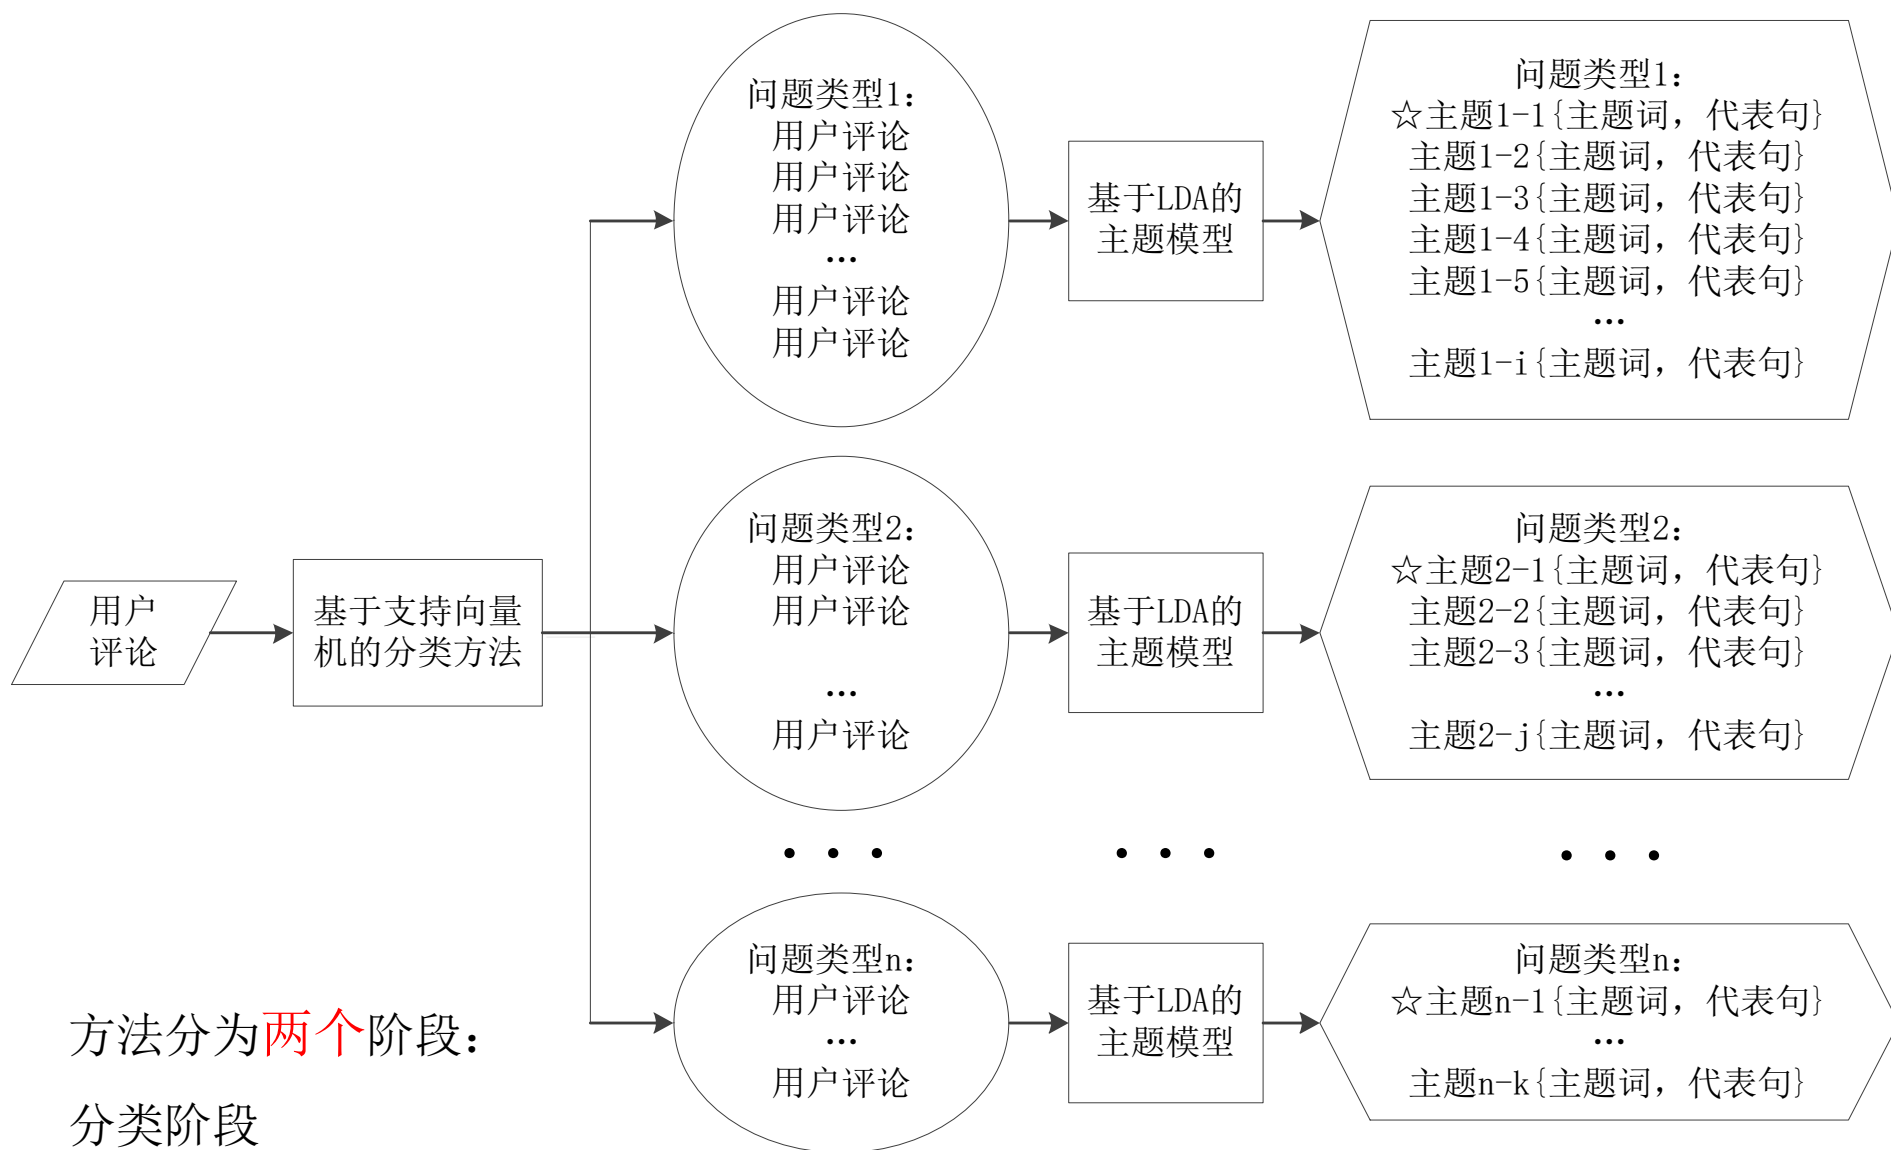 问题类型1：
用户评论
用户评论
用户评论
…
用户评论
用户评论
基于LDA的
主题模型
问题类型1：
☆主题1-1{主题词，代表句}
主题1-2{主题词，代表句}
主题1-3{主题词，代表句}
主题1-4{主题词，代表句}
主题1-5{主题词，代表句}
…
主题1-i{主题词，代表句}
用户
评论
基于支持向量
机的分类方法
问题类型2：
用户评论
用户评论
…
用户评论
基于LDA的
主题模型
问题类型2：
☆主题2-1{主题词，代表句}
主题2-2{主题词，代表句}
主题2-3{主题词，代表句}
…
主题2-j{主题词，代表句}
• • •
• • •
• • •
问题类型n：
用户评论
…
用户评论
基于LDA的
主题模型
问题类型n：
☆主题n-1{主题词，代表句}
…
主题n-k{主题词，代表句}
方法分为两个阶段：
分类阶段